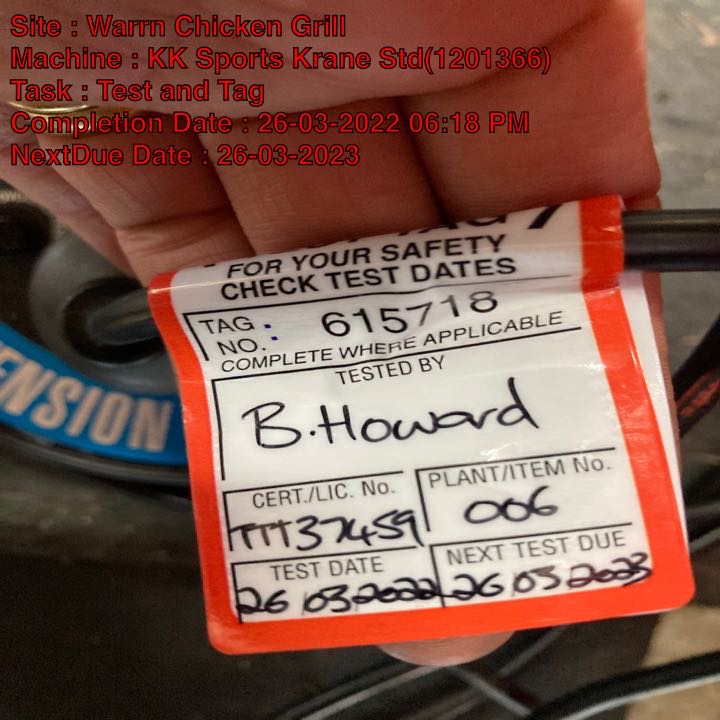 Site : Warrn Chicken Grill
Machine : KK Sports Krane Std(1201366)
Task : Test and Tag
Completion Date : 26-03-2022 06:18 PM
NextDue Date : 26-03-2023
FOR YOUR SAFETY
CHECK TEST DATES
TAG : 615718
NO. :
COMPLETE WHERE APPLICABLE
TESTED BY
B.Howard
CERT./LIC. No. PLANT/ITEM No.
TTT37459 006
TEST DATE NEXT TEST DUE
26/03/2022 26/03/2023
ENSION